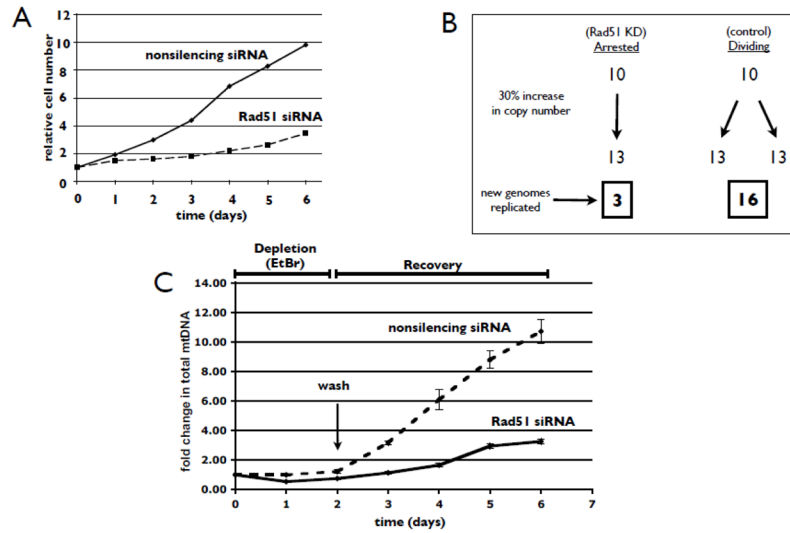 A
relative cell number
12
10
8
6
4
2
0
nonsilencing siRNA
Rad51 siRNA
0 1 2 3 4 5 6
time (days)
B
(Rad51 KD)
Arrested
(control)
Dividing
10
10
30% increase
in copy number
13
13
13
new genomes
replicated
3
16
C
Depletion
(EtBr)
Recovery
fold change in total mtDNA
14.00
12.00
10.00
8.00
6.00
4.00
2.00
0.00
nonsilencing siRNA
wash
Rad51 siRNA
0 1 2 3 4 5 6 7
time (days)